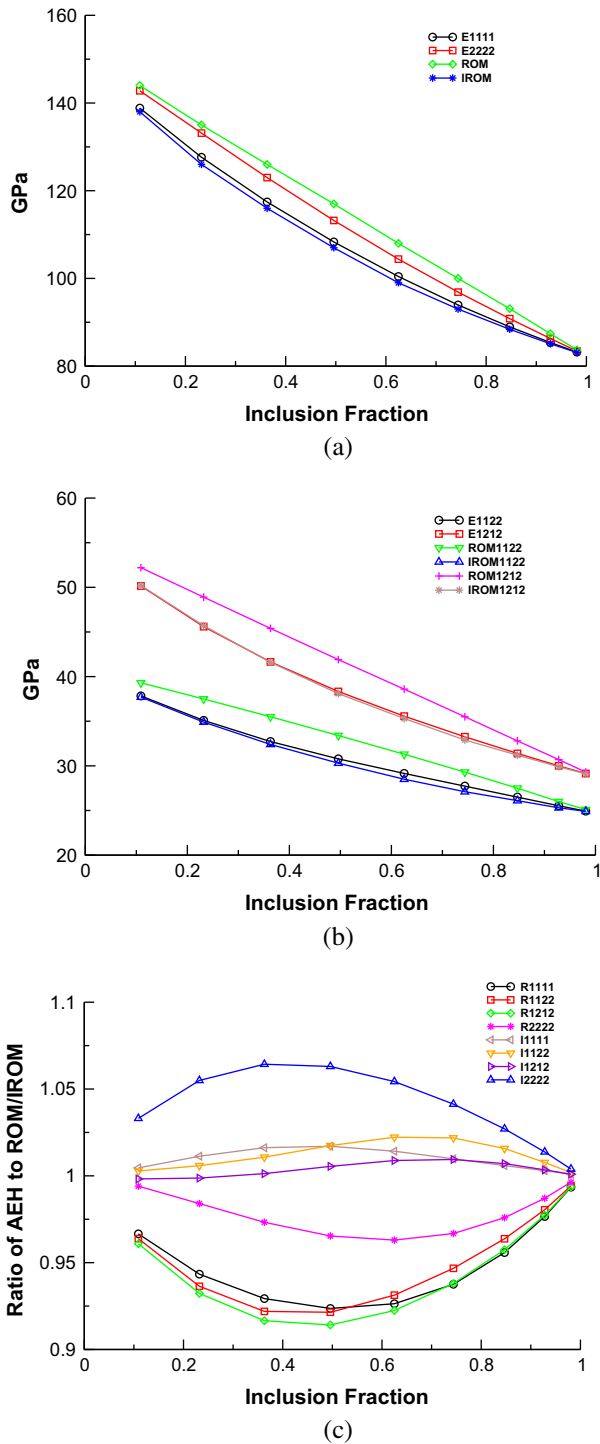 160
140
120
100
80
GPa
E1111
E2222
ROM
IROM
0 0.2 0.4 0.6 0.8 1
Inclusion Fraction
(a)
60
50
40
30
20
GPa
E1122
E1212
ROM1122
IROM1122
ROM1212
IROM1212
0 0.2 0.4 0.6 0.8 1
Inclusion Fraction
(b)
1.1
1.05
1
0.95
0.9
Ratio of AEH to ROM/IROM
R1111
R1122
R1212
R2222
I1111
I1122
I1212
I2222
0 0.2 0.4 0.6 0.8 1
Inclusion Fraction
(c)